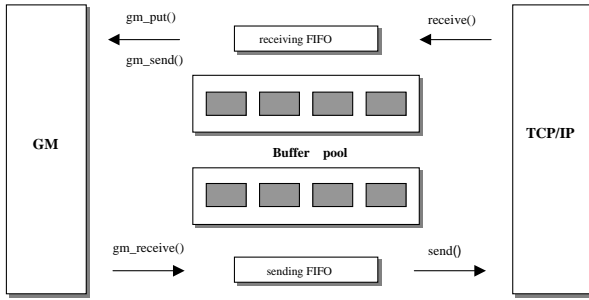 gm_put()
receiving FIFO
receive()
gm_send()
GM
TCP/IP
Buffer pool
gm_receive()
sending FIFO
send()